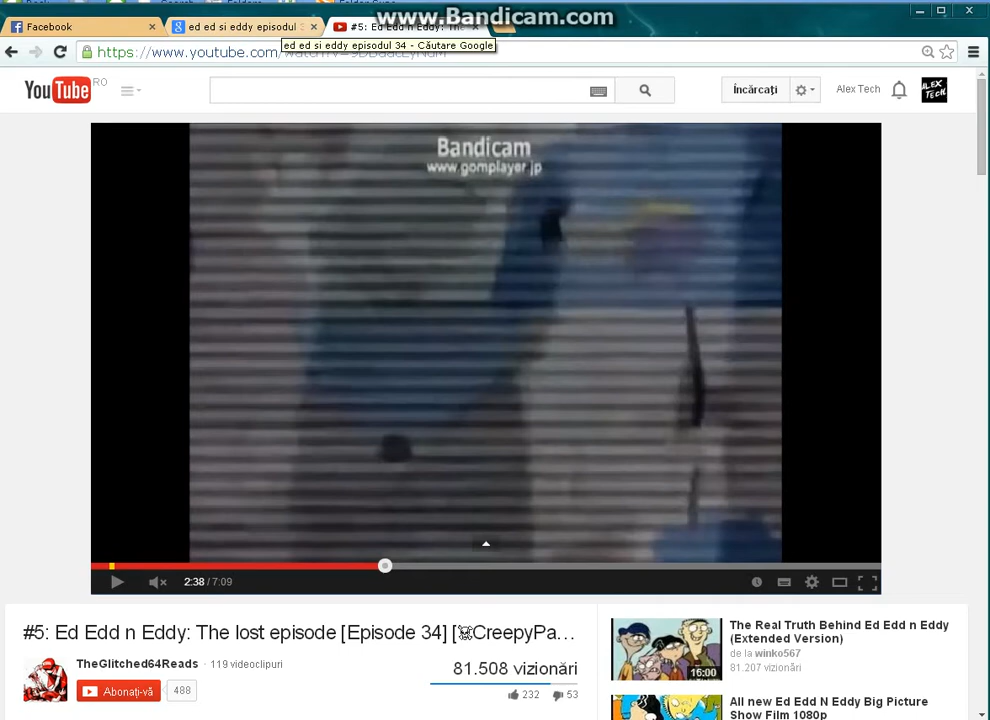 www.Bandicam.com
Facebook
ed ed si eddy episodul 3
#5: Ed Edd n Eddy: Th
ed ed si eddy episodul 34 - Căutare Google
https://www.youtube.com/
YouTube RO
Încărcați
Alex Tech
ALEX TECH
Bandicam
www.gomplayer.jp
2:38 / 7:09
#5: Ed Edd n Eddy: The lost episode [Episode 34] [☠CreepyPa...
TheGlitched64Reads · 119 videoclipuri
Abonați-vă 488
81.508 vizionări
232 53
The Real Truth Behind Ed Edd n Eddy
(Extended Version)
de la winko567
81.207 vizionări
16:00
All new Ed Edd N Eddy Big Picture
Show Film 1080p